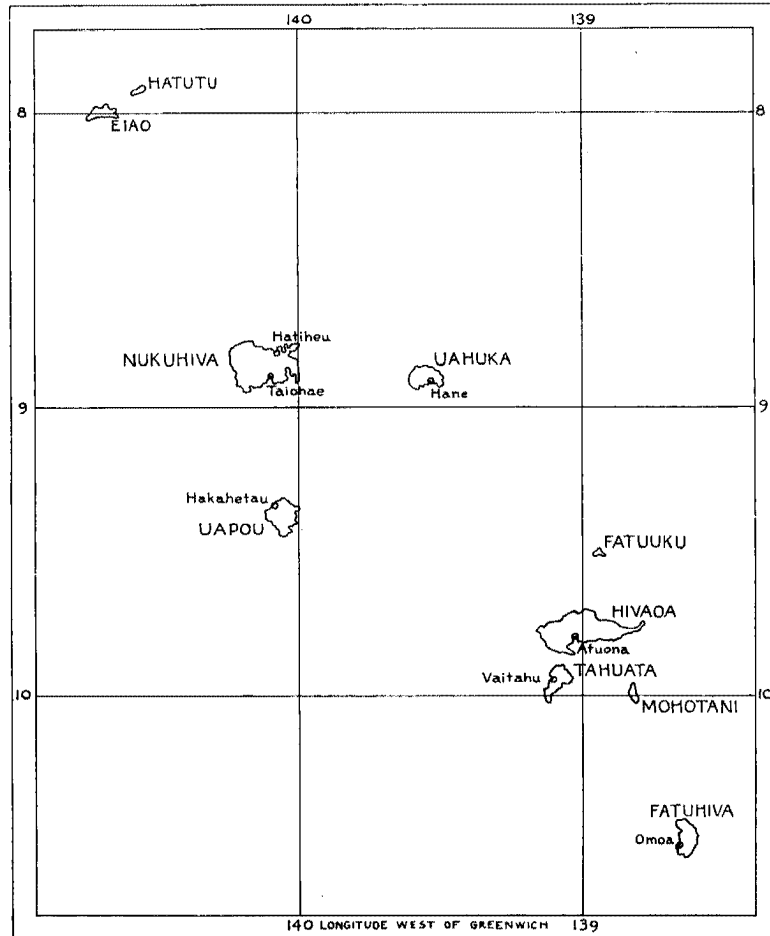 140 139
HATUTU
8 8
EIAO
Hatiheu
NUKUHIVA UAHUKA
Taiohae Hane
9 9
Hakahetau
UAPOU
FATUUKU
HIVAOA
Atuona
Vaitahu TAHUATA
10 10
MOHOTANI
FATUHIVA
Omoa
140 LONGITUDE WEST OF GREENWICH 139